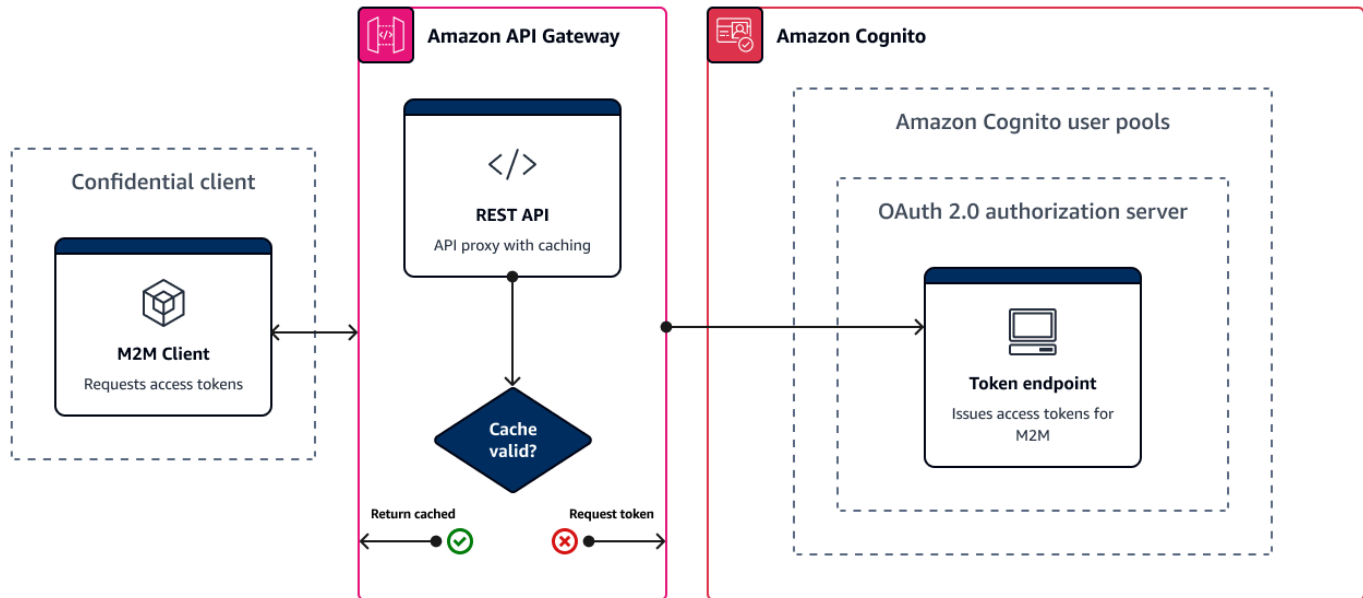 Amazon API Gateway
Amazon Cognito
Confidential client
M2M Client
Requests access tokens
</>
REST API
API proxy with caching
Cache
valid?
Return cached
Request token
Amazon Cognito user pools
OAuth 2.0 authorization server
Token endpoint
Issues access tokens for
M2M